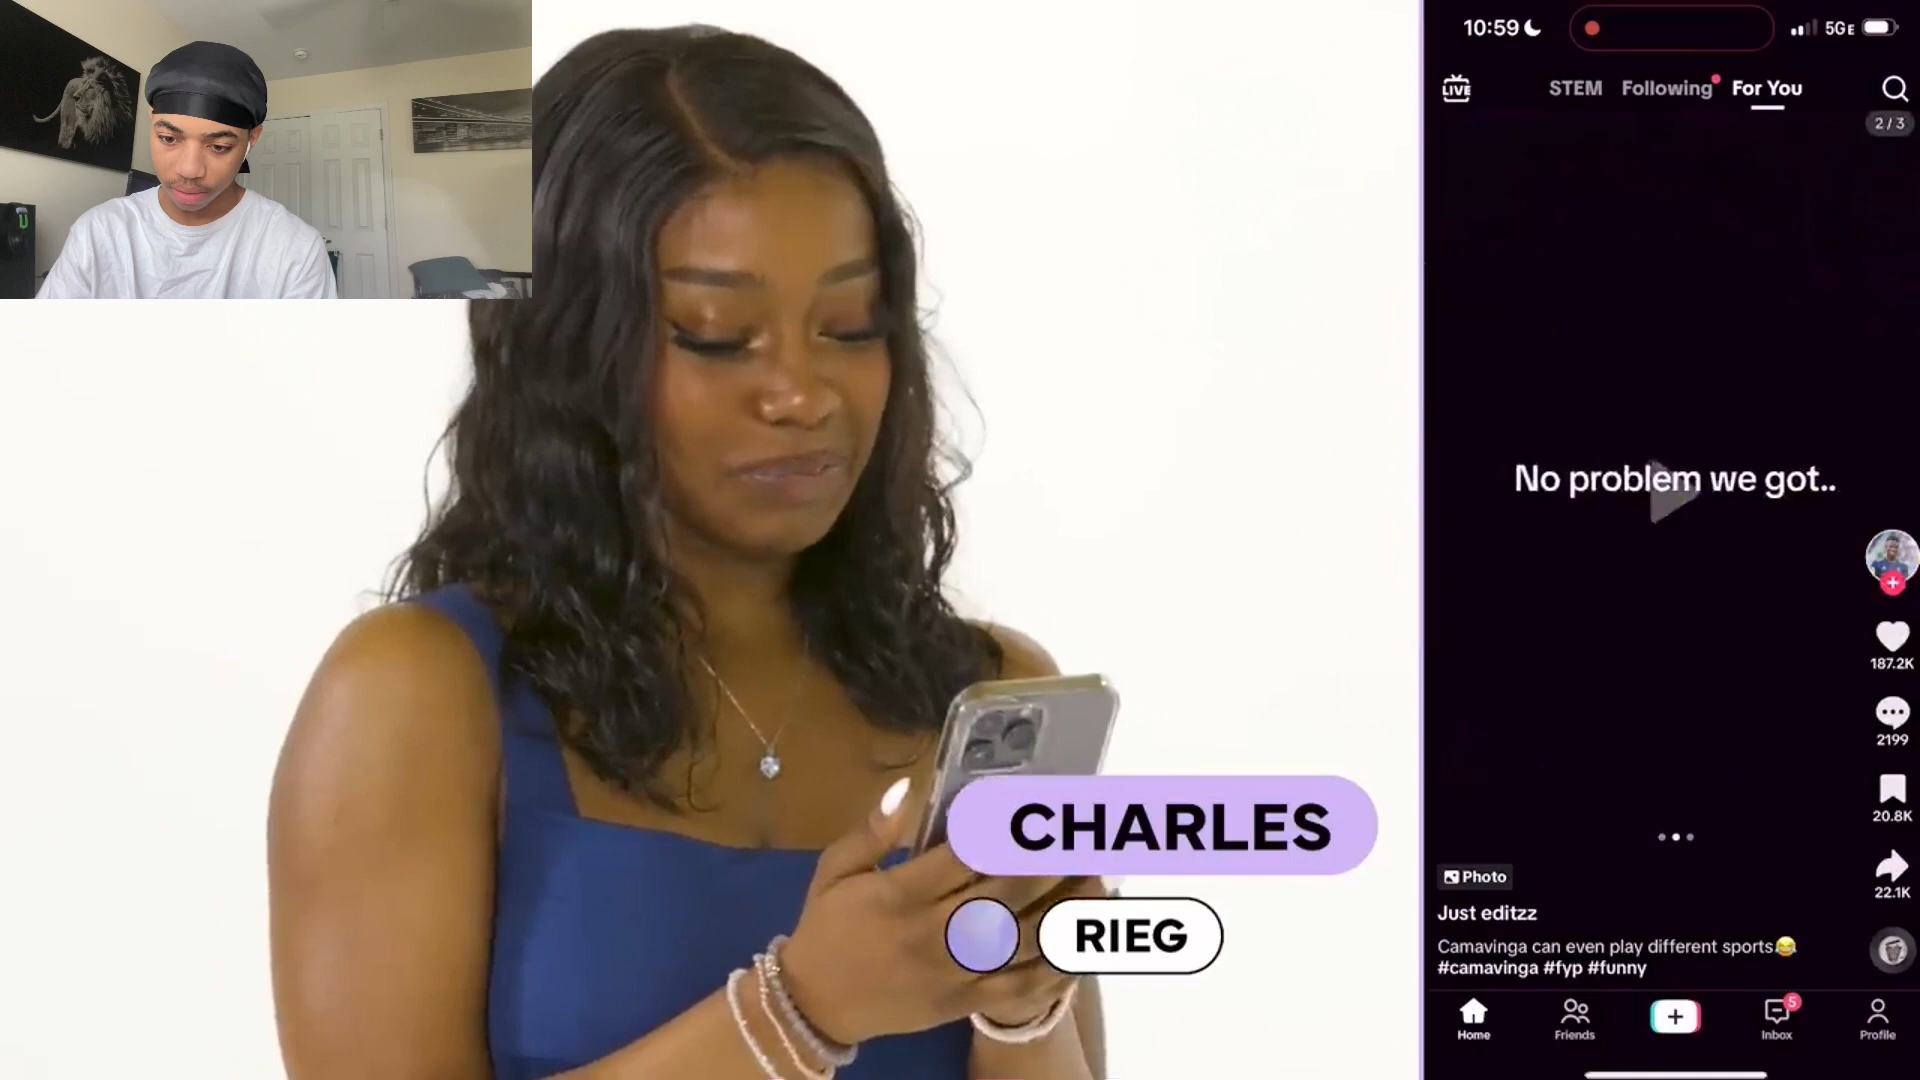 10:59
5GE
LIVE
STEM
Following
For You
2/3
No problem we got..
187.2K
2199
20.8K
22.1K
CHARLES
RIEG
Photo
Just editzz
Camavinga can even play different sports😂
#camavinga #fyp #funny
Home
Friends
5
Inbox
Profile